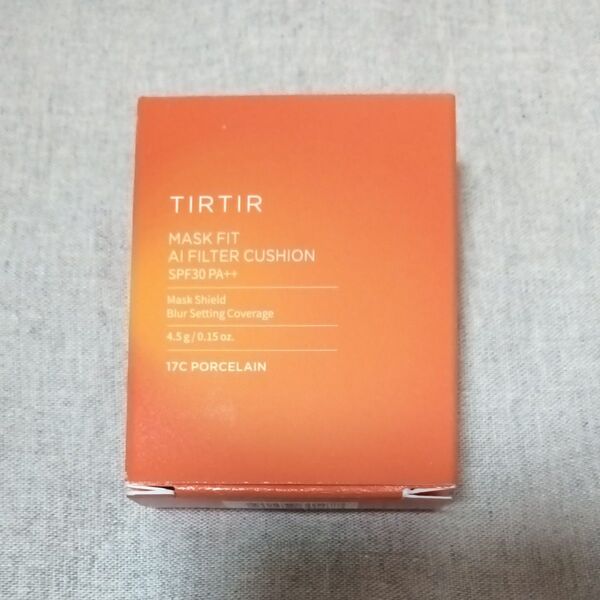 TIRTIR
MASK FIT
AI FILTER CUSHION
SPF30 PA++
Mask Shield
Blur Setting Coverage
4.5 g / 0.15 oz.
17C PORCELAIN